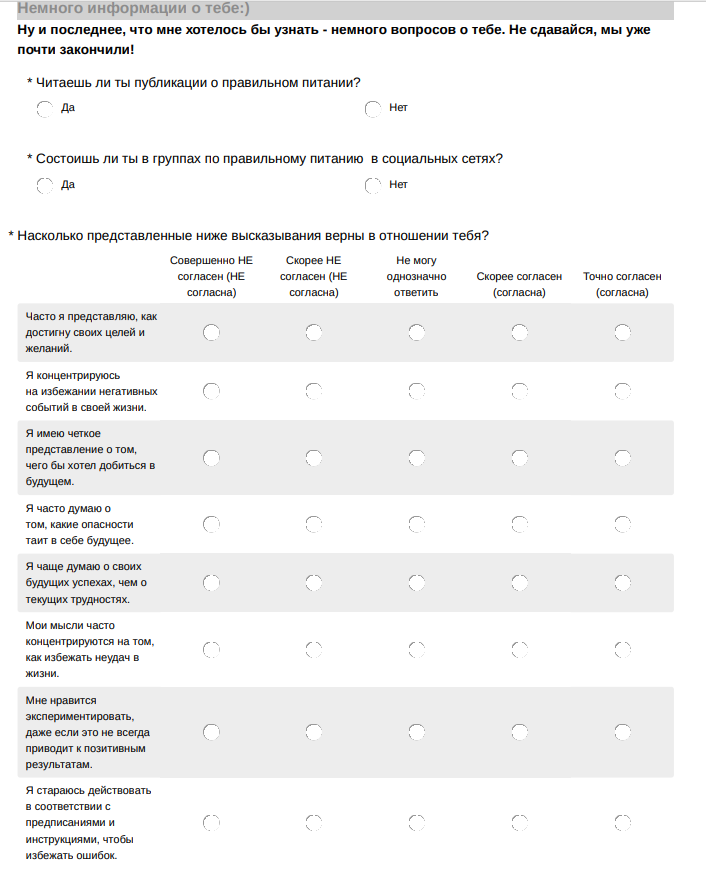 Немного информации о тебе:)
Ну и последнее, что мне хотелось бы узнать - немного вопросов о тебе. Не сдавайся, мы уже
почти закончили!
* Читаешь ли ты публикации о правильном питании?
Да
Нет
* Состоишь ли ты в группах по правильному питанию в социальных сетях?
Да
Нет
* Насколько представленные ниже высказывания верны в отношении тебя?
Совершенно НЕ
согласен (НЕ
согласна)
Скорее НЕ
согласен (НЕ
согласна)
Не могу
однозначно
ответить
Скорее согласен
(согласна)
Точно согласен
(согласна)
Часто я представляю, как
достигну своих целей и
желаний.
Я концентрируюсь
на избежании негативных
событий в своей жизни.
Я имею четкое
представление о том,
чего бы хотел добиться в
будущем.
Я часто думаю о
том, какие опасности
таит в себе будущее.
Я чаще думаю о своих
будущих успехах, чем о
текущих трудностях.
Мои мысли часто
концентрируются на том,
как избежать неудач в
жизни.
Мне нравится
экспериментировать,
даже если это не всегда
приводит к позитивным
результатам.
Я стараюсь действовать
в соответствии с
предписаниями и
инструкциями, чтобы
избежать ошибок.